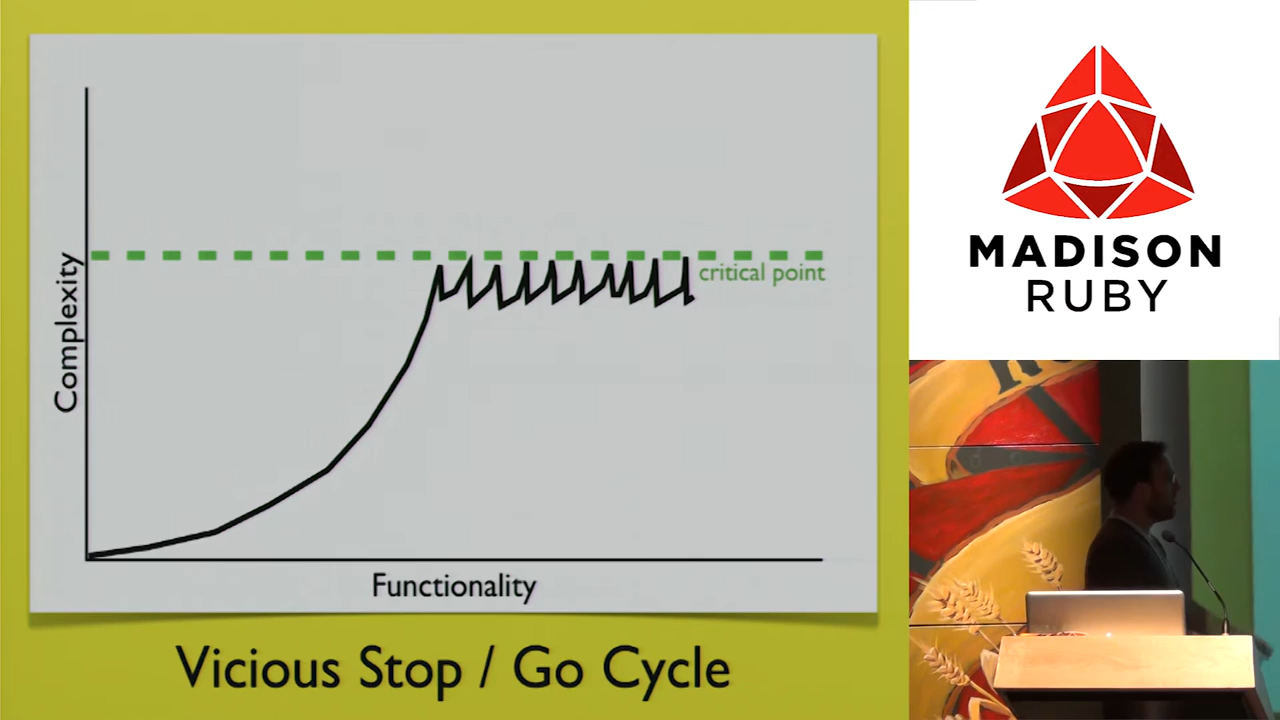 Complexity
critical point
Functionality
Vicious Stop / Go Cycle
MADISON
RUBY